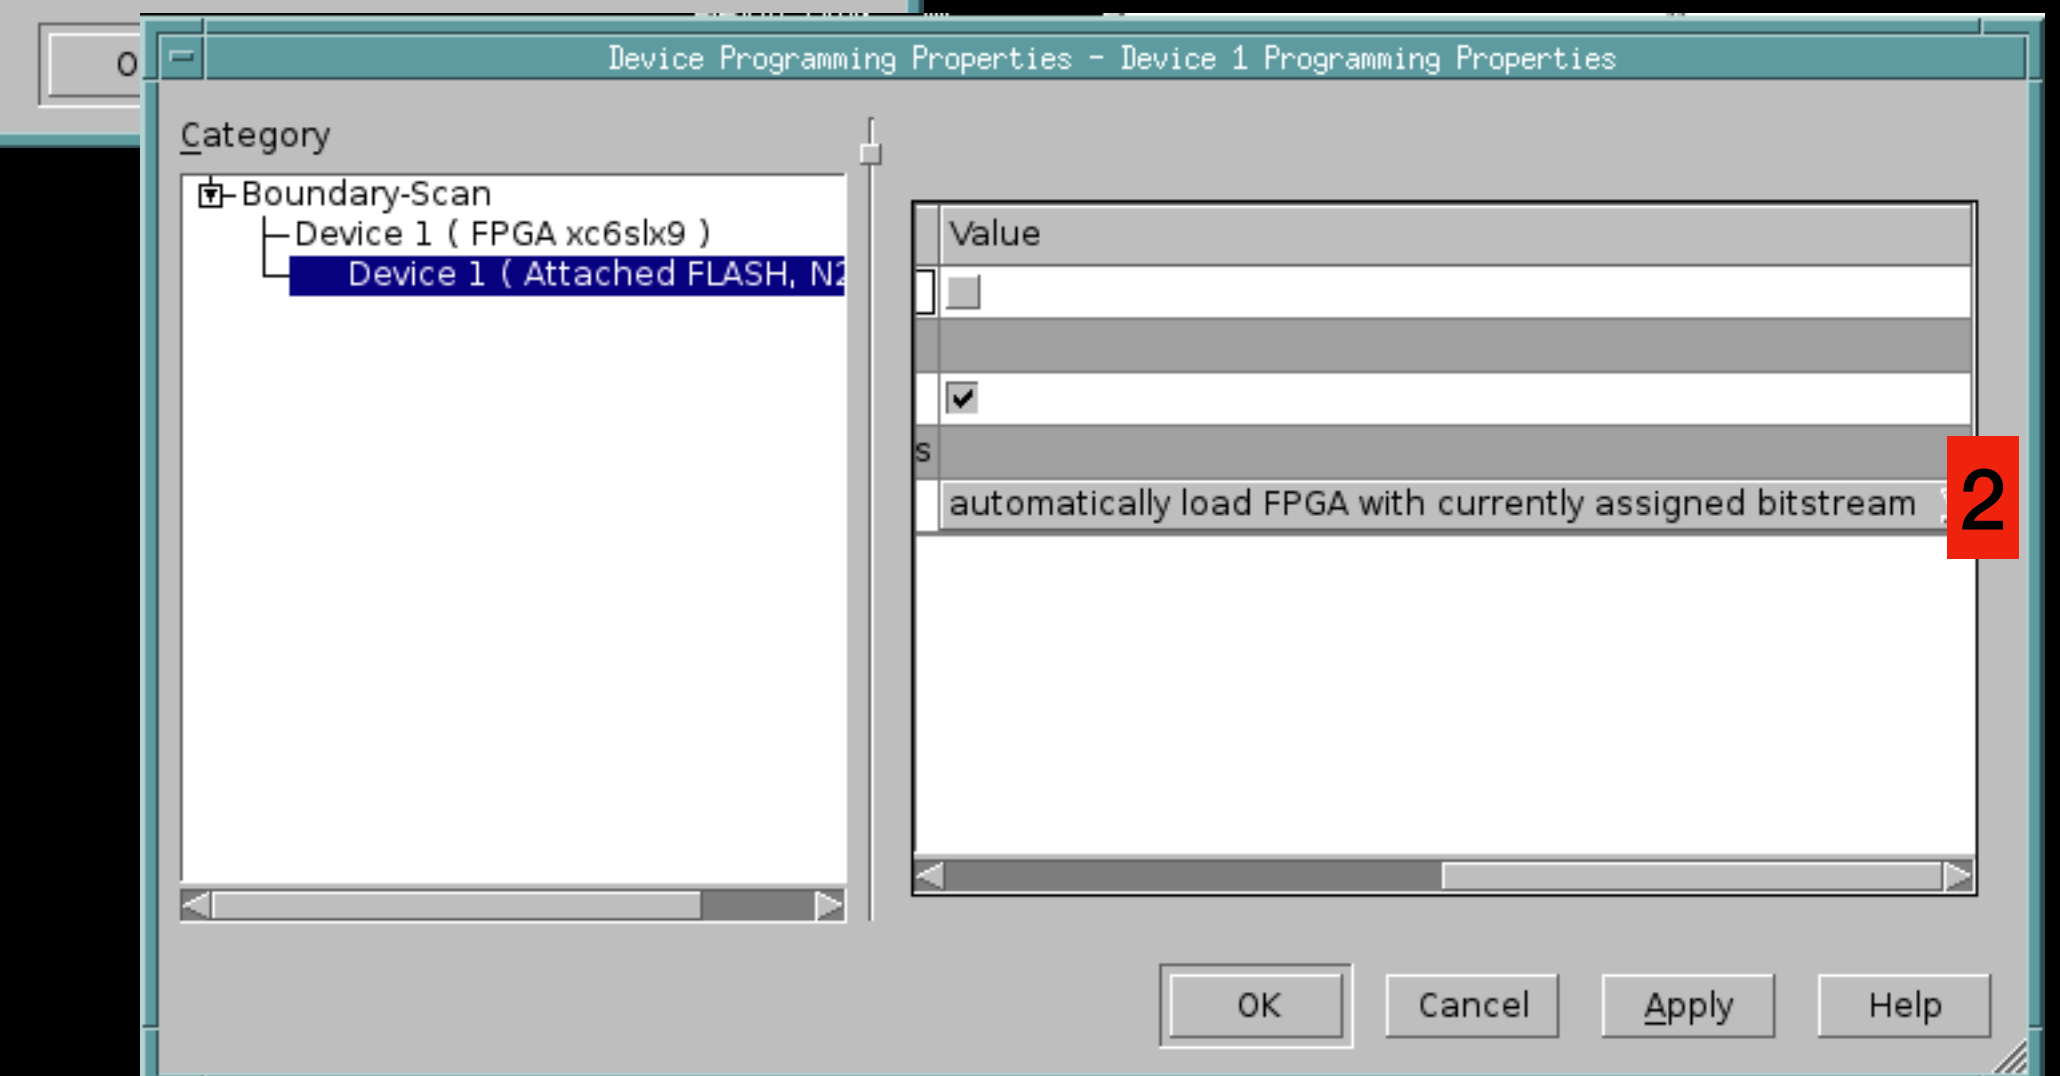 O
Device Programming Properties - Device 1 Programming Properties
Category
Boundary-Scan
Device 1 ( FPGA xc6slx9 )
Device 1 ( Attached FLASH, N2
Value
s
automatically load FPGA with currently assigned bitstream
2
OK
Cancel
Apply
Help